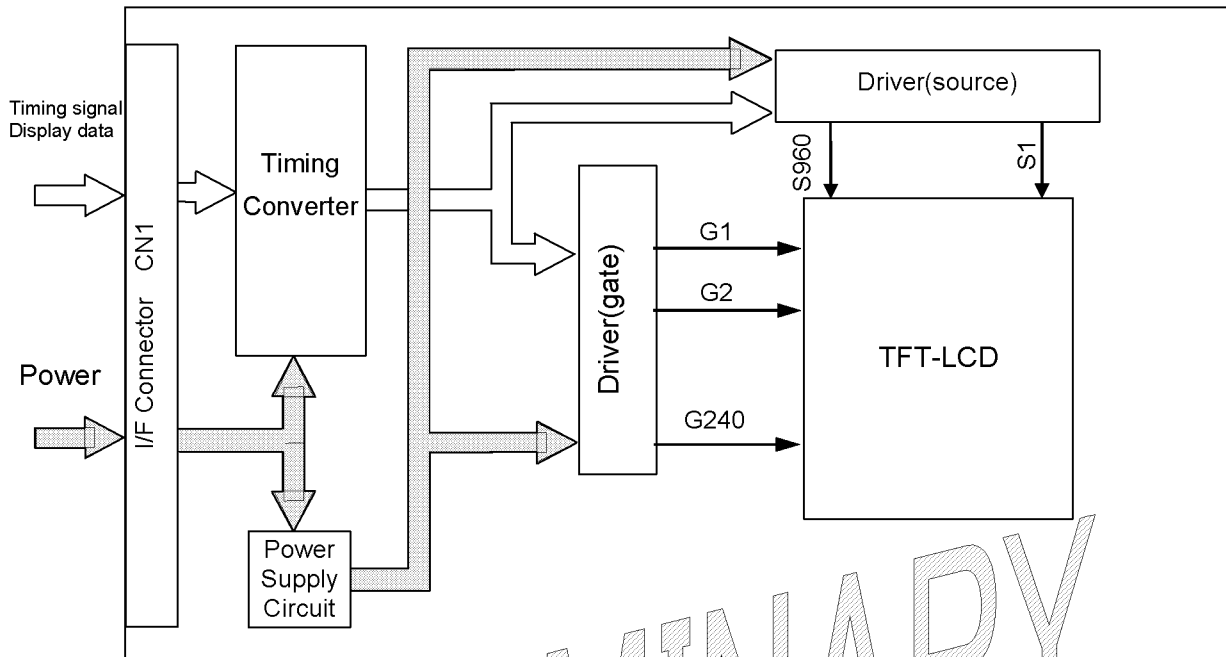 Timing signal
Display data
Power
I/F Connector CN1
Timing
Converter
Power
Supply
Circuit
Driver(source)
S960
S1
Driver(gate)
G1
G2
G240
TFT-LCD
MINARY